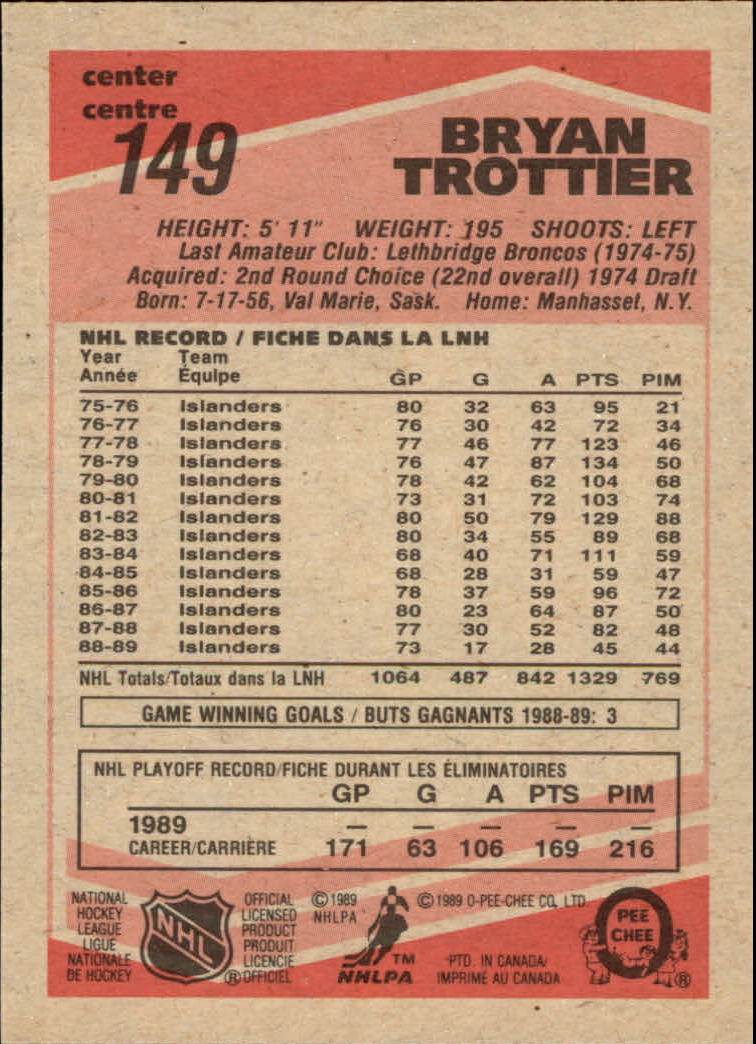 center
centre
149
BRYAN
TROTTIER
HEIGHT: 5' 11" WEIGHT: 195 SHOOTS: LEFT
Last Amateur Club: Lethbridge Broncos (1974-75)
Acquired: 2nd Round Choice (22nd overall) 1974 Draft
Born: 7-17-56, Val Marie, Sask. Home: Manhasset, N.Y.
NHL RECORD / FICHE DANS LA LNH
Year Team
Année Équipe GP G A PTS PIM
75-76 Islanders 80 32 63 95 21
76-77 Islanders 76 30 42 72 34
77-78 Islanders 77 46 77 123 46
78-79 Islanders 76 47 87 134 50
79-80 Islanders 78 42 62 104 68
80-81 Islanders 73 31 72 103 74
81-82 Islanders 80 50 79 129 88
82-83 Islanders 80 34 55 89 68
83-84 Islanders 68 40 71 111 59
84-85 Islanders 68 28 31 59 47
85-86 Islanders 78 37 59 96 72
86-87 Islanders 80 23 64 87 50
87-88 Islanders 77 30 52 82 48
88-89 Islanders 73 17 28 45 44
NHL Totals/Totaux dans la LNH 1064 487 842 1329 769
GAME WINNING GOALS / BUTS GAGNANTS 1988-89: 3
NHL PLAYOFF RECORD/FICHE DURANT LES ÉLIMINATOIRES
GP G A PTS PIM
1989 — — — — —
CAREER/CARRIÈRE 171 63 106 169 216
NATIONAL
HOCKEY
LEAGUE
LIGUE
NATIONALE
DE HOCKEY
NHL
OFFICIAL
LICENSED
PRODUCT
PRODUIT
LICENCIE
® OFFICIEL
© 1989
NHLPA
TM
NHLPA
© 1989 O-PEE-CHEE CO. LTD.
PTD. IN CANADA/
IMPRIMÉ AU CANADA
O
PEE
CHEE
®